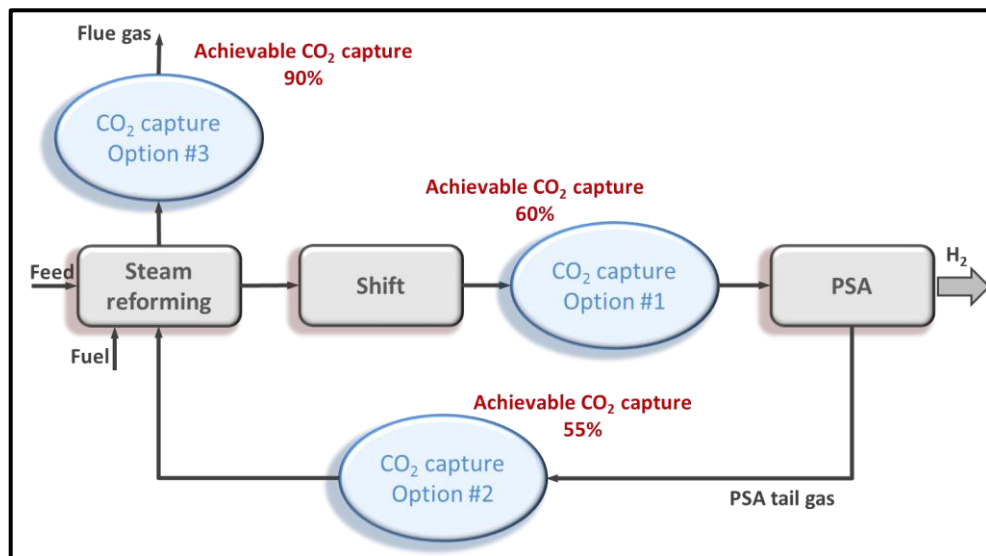 Flue gas
Achievable CO₂ capture
90%
CO₂ capture
Option #3
Achievable CO₂ capture
60%
Feed
Steam
reforming
Shift
CO₂ capture
Option #1
PSA
H₂
Fuel
Achievable CO₂ capture
55%
CO₂ capture
Option #2
PSA tail gas